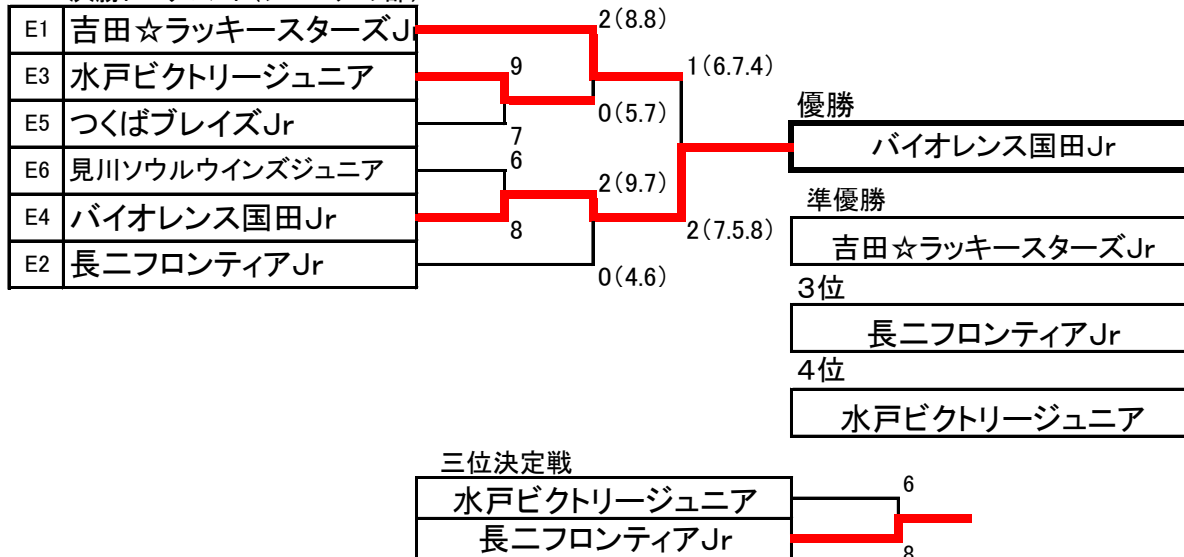 E1 吉田☆ラッキースターズJr 2(8.8)
E3 水戸ビクトリージュニア 9 1(6.7.4)
0(5.7) 優勝
E5 つくばブレイズJr 7 バイオレンス国田Jr
E6 見川ソウルウインズジュニア 6
2(9.7) 準優勝
E4 バイオレンス国田Jr 8 2(7.5.8)
吉田☆ラッキースターズJr
E2 長二フロンティアJr 0(4.6)
3位
長二フロンティアJr
4位
水戸ビクトリージュニア
三位決定戦
水戸ビクトリージュニア 6
長二フロンティアJr 8